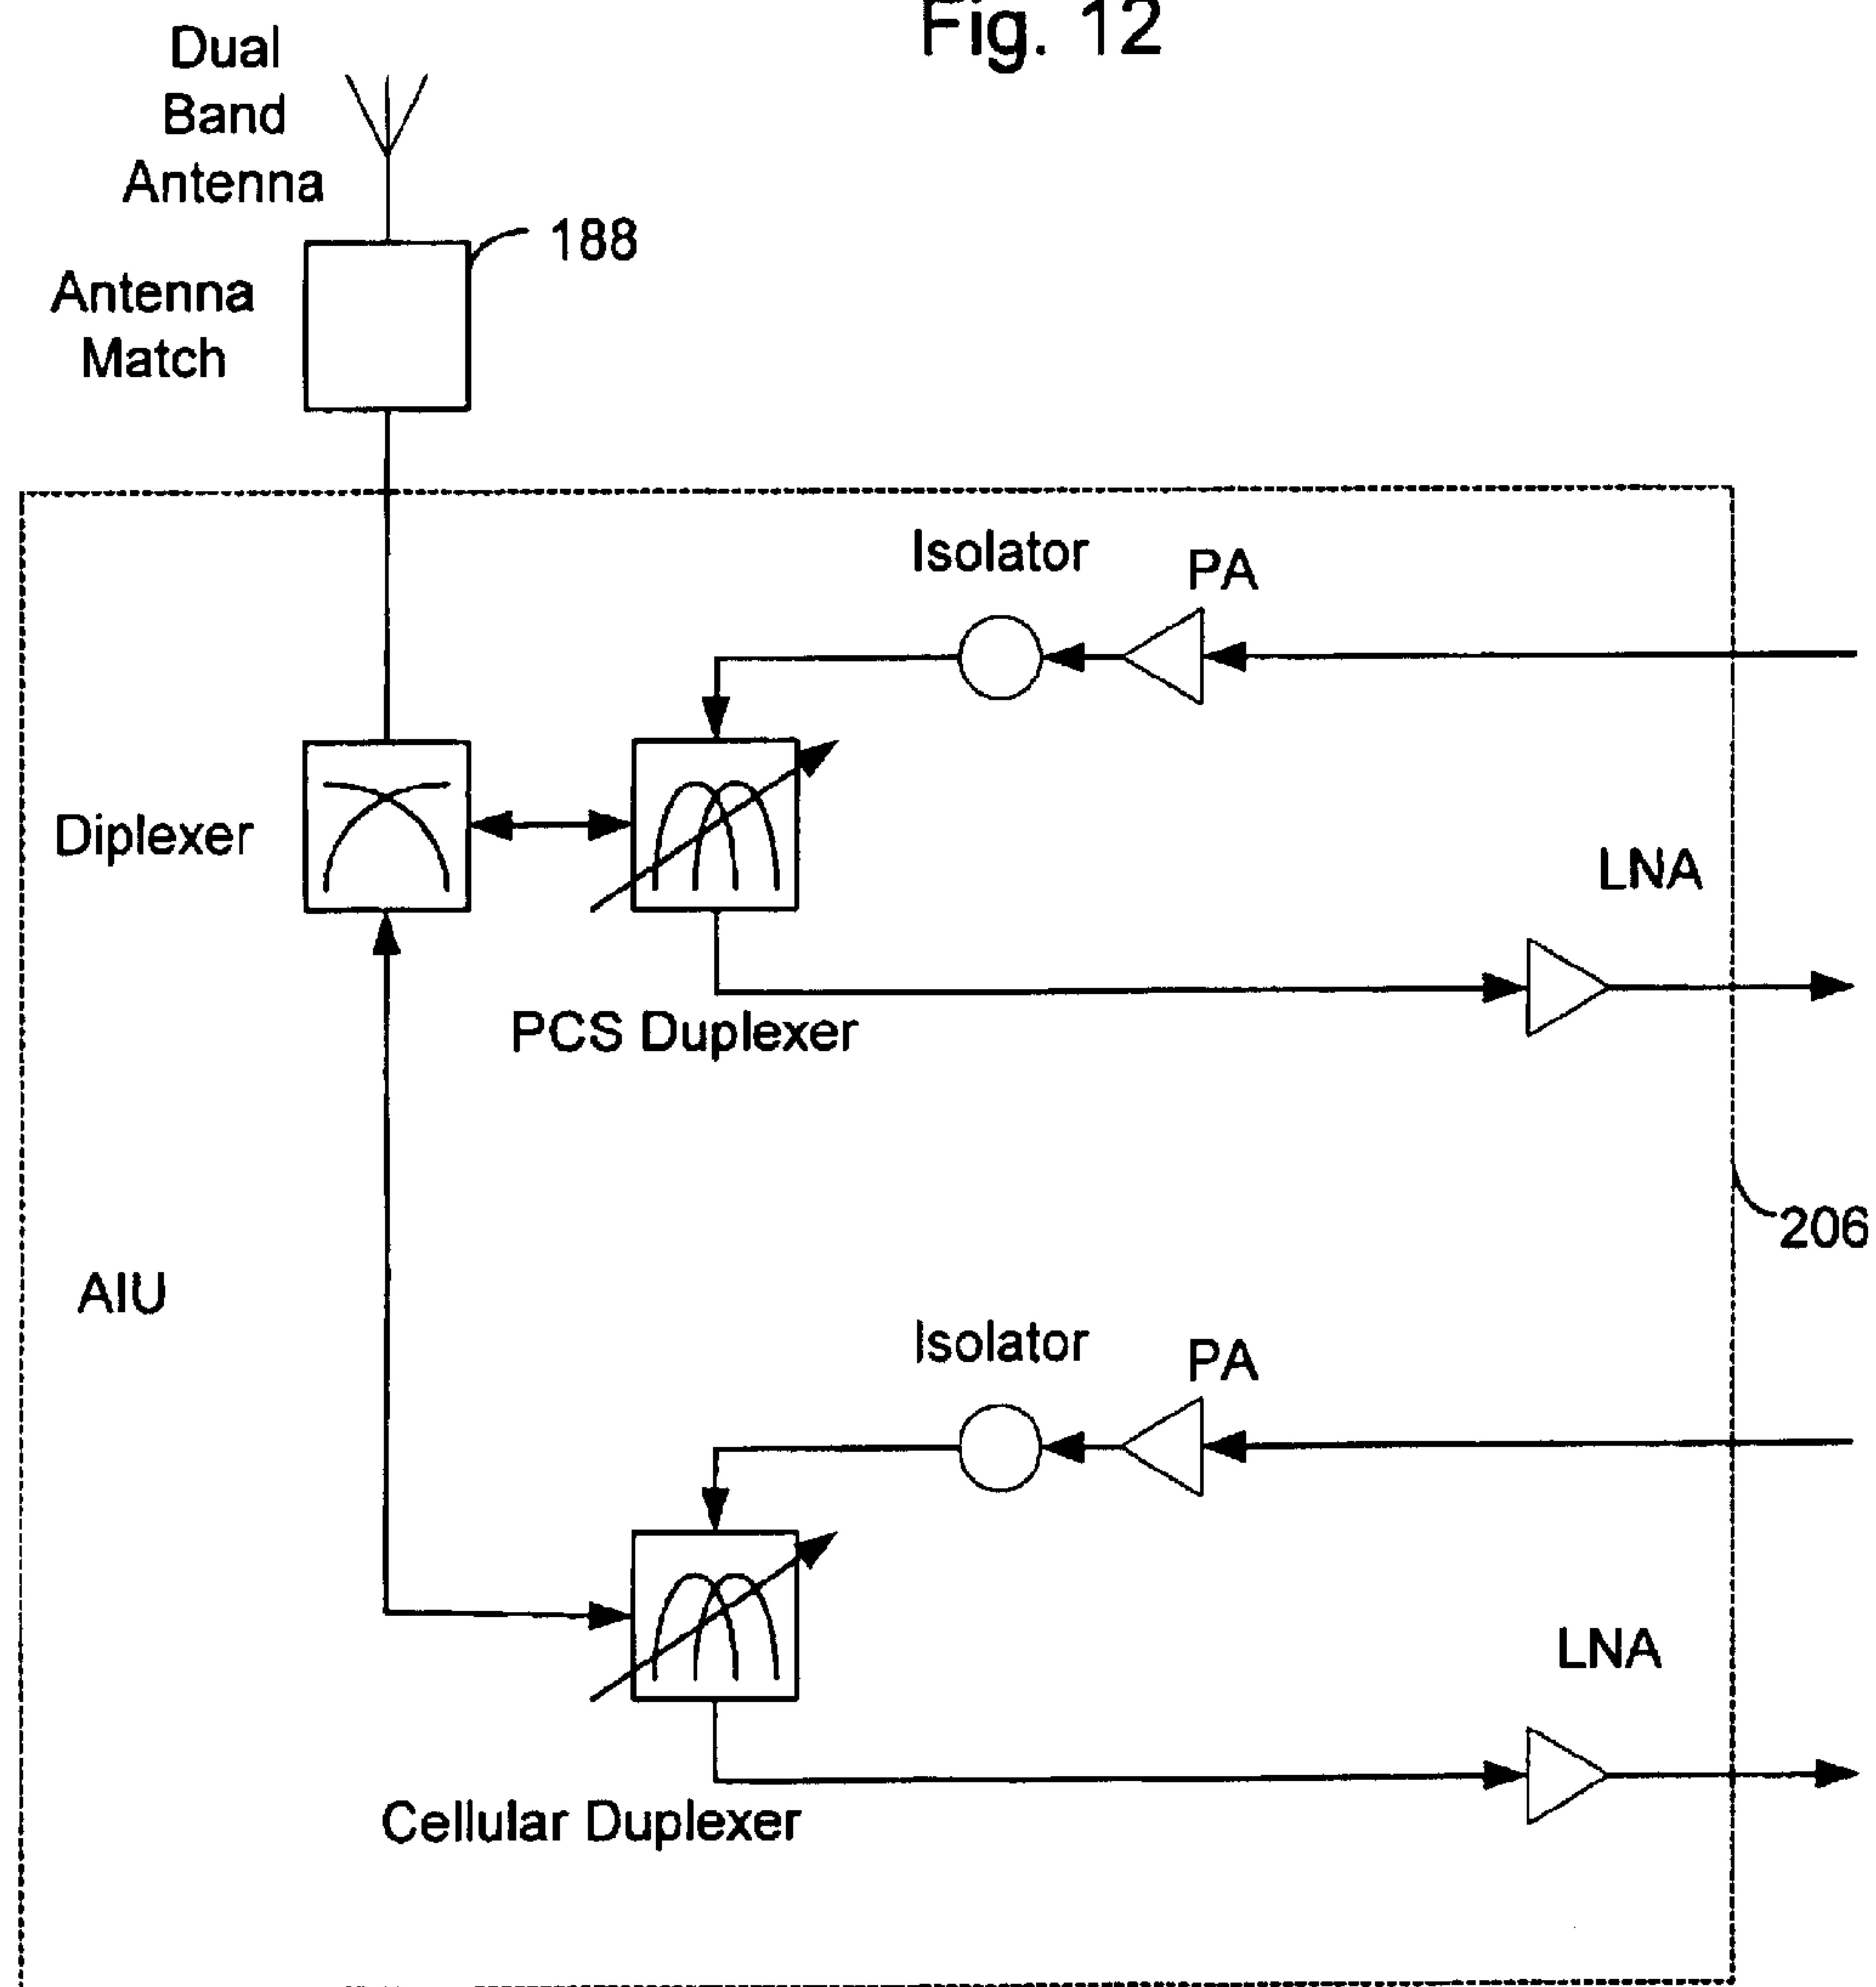 Fig. 12
Dual
Band
Antenna
188
Antenna
Match
Isolator
PA
Diplexer
LNA
PCS Duplexer
206
AIU
Isolator
PA
LNA
Cellular Duplexer